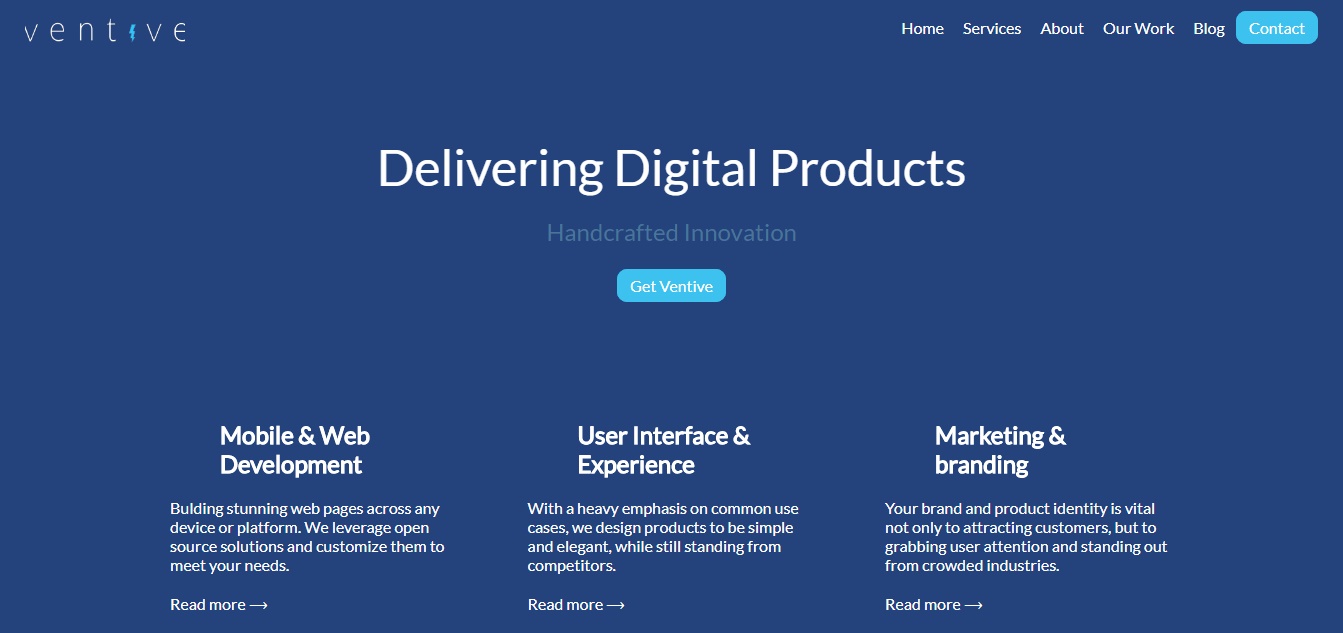 ventive
Home Services About Our Work Blog Contact
Delivering Digital Products
Handcrafted Innovation
Get Ventive
Mobile & Web
Development
Bulding stunning web pages across any
device or platform. We leverage open
source solutions and customize them to
meet your needs.
Read more ⟶
User Interface &
Experience
With a heavy emphasis on common use
cases, we design products to be simple
and elegant, while still standing from
competitors.
Read more ⟶
Marketing &
branding
Your brand and product identity is vital
not only to attracting customers, but to
grabbing user attention and standing out
from crowded industries.
Read more ⟶